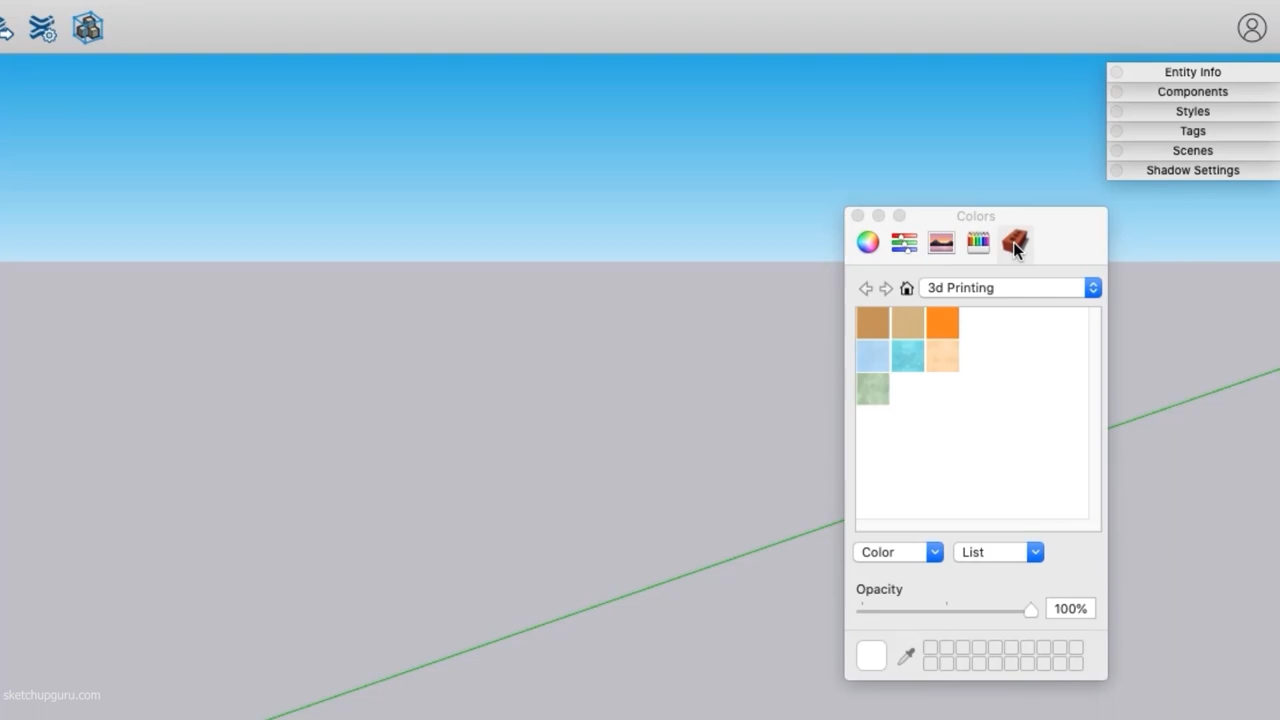 Entity Info
Components
Styles
Tags
Scenes
Shadow Settings
Colors
3d Printing
Color
List
Opacity
100%
sketchupguru.com